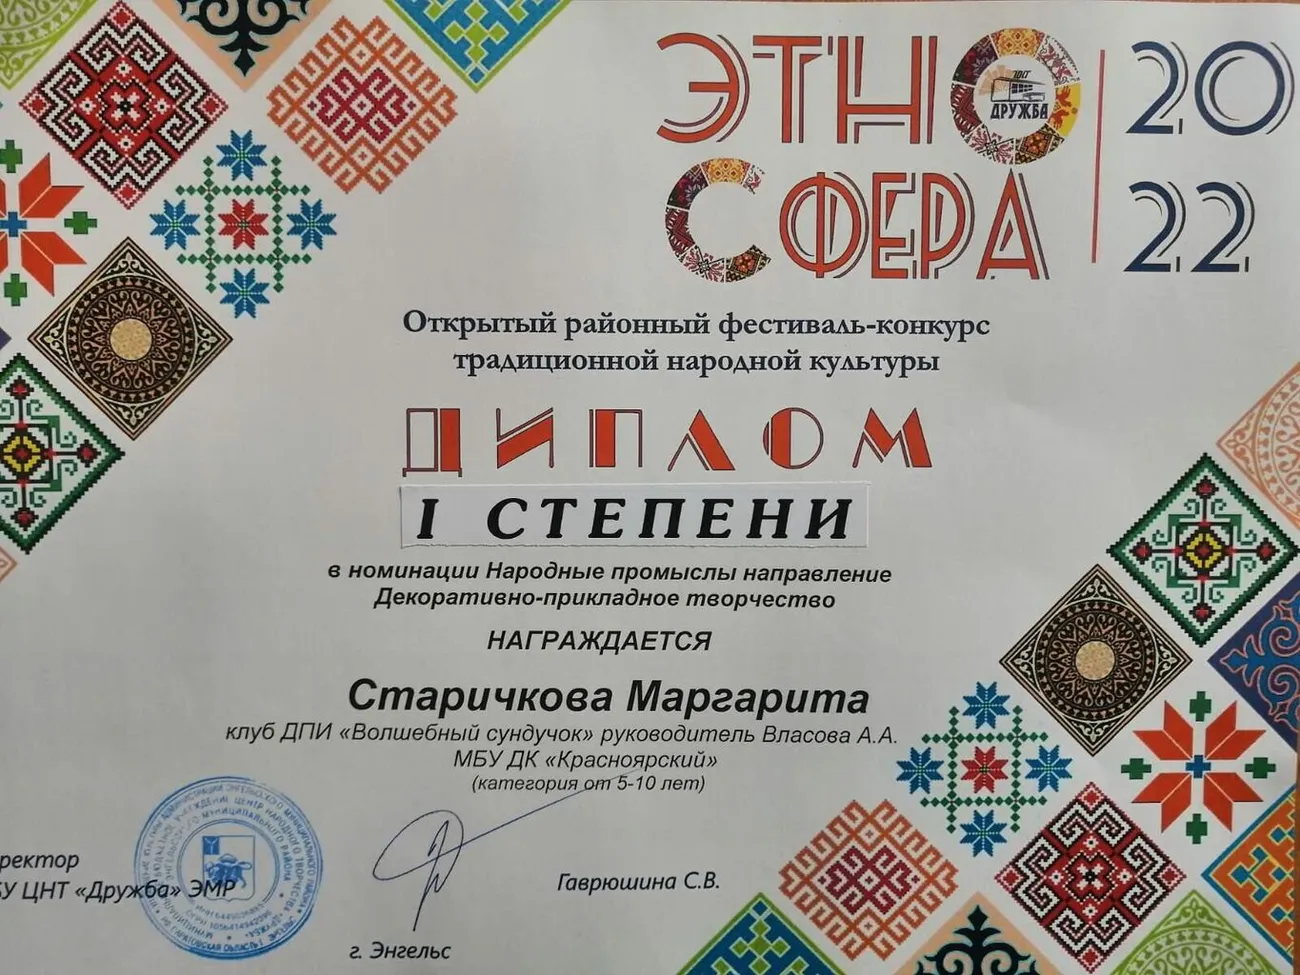 ЭТНО
СФЕРА
ДРУЖБА
20
22
Открытый районный фестиваль-конкурс
традиционной народной культуры
ДИПЛОМ
I СТЕПЕНИ
в номинации Народные промыслы направление
Декоративно-прикладное творчество
НАГРАЖДАЕТСЯ
Старичкова Маргарита
клуб ДПИ «Волшебный сундучок» руководитель Власова А.А.
МБУ ДК «Красноярский»
(категория от 5-10 лет)
ректор
БУ ЦНТ «Дружба» ЭМР
Гаврюшина С.В.
г. Энгельс